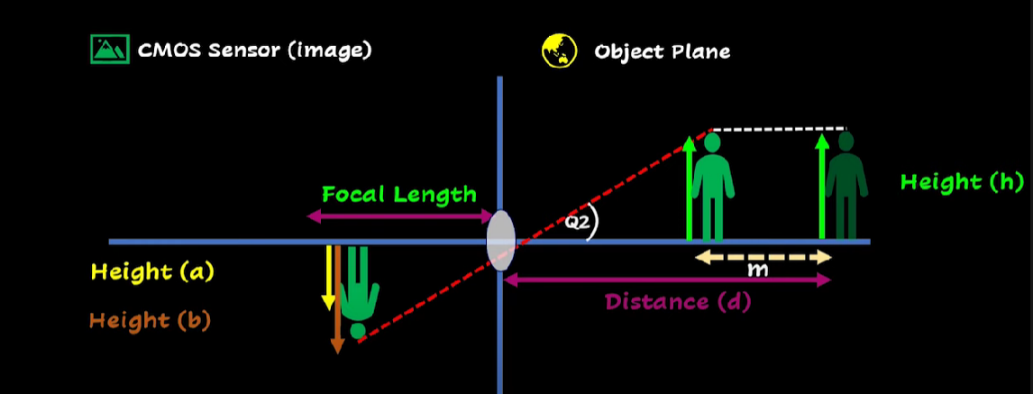 CMOS Sensor (image)
Object Plane
Focal Length
Height (h)
Q2
Height (a)
m
Distance (d)
Height (b)